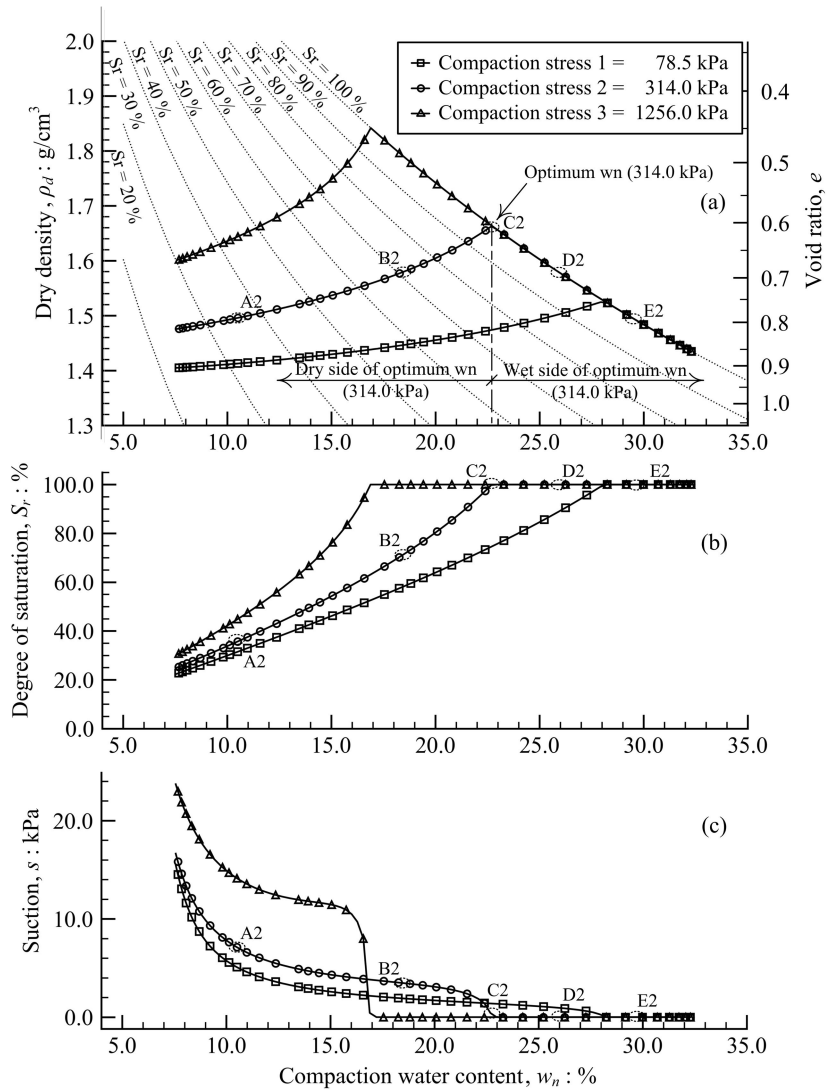 2.0
1.9
1.8
1.7
1.6
1.5
1.4
1.3
Dry density , ρd : g/cm3
Sr = 20 %
Sr = 30 %
Sr = 40 %
Sr = 50 %
Sr = 60 %
Sr = 70 %
Sr = 80 %
Sr = 90 %
Sr = 100 %
Compaction stress 1 = 78.5 kPa
Compaction stress 2 = 314.0 kPa
Compaction stress 3 = 1256.0 kPa
0.4
0.5
0.6
0.7
0.8
0.9
1.0
Void ratio, e
Optimum wn (314.0 kPa)
(a)
A2
B2
C2
D2
E2
Dry side of optimum wn
(314.0 kPa)
Wet side of optimum wn
(314.0 kPa)
5.0 10.0 15.0 20.0 25.0 30.0 35.0
Degree of saturation, Sr : %
100.0
80.0
60.0
40.0
20.0
0.0
A2
B2
C2
D2
E2
(b)
5.0 10.0 15.0 20.0 25.0 30.0 35.0
Suction, s : kPa
20.0
10.0
0.0
A2
B2
C2
D2
E2
(c)
5.0 10.0 15.0 20.0 25.0 30.0 35.0
Compaction water content , wn : %